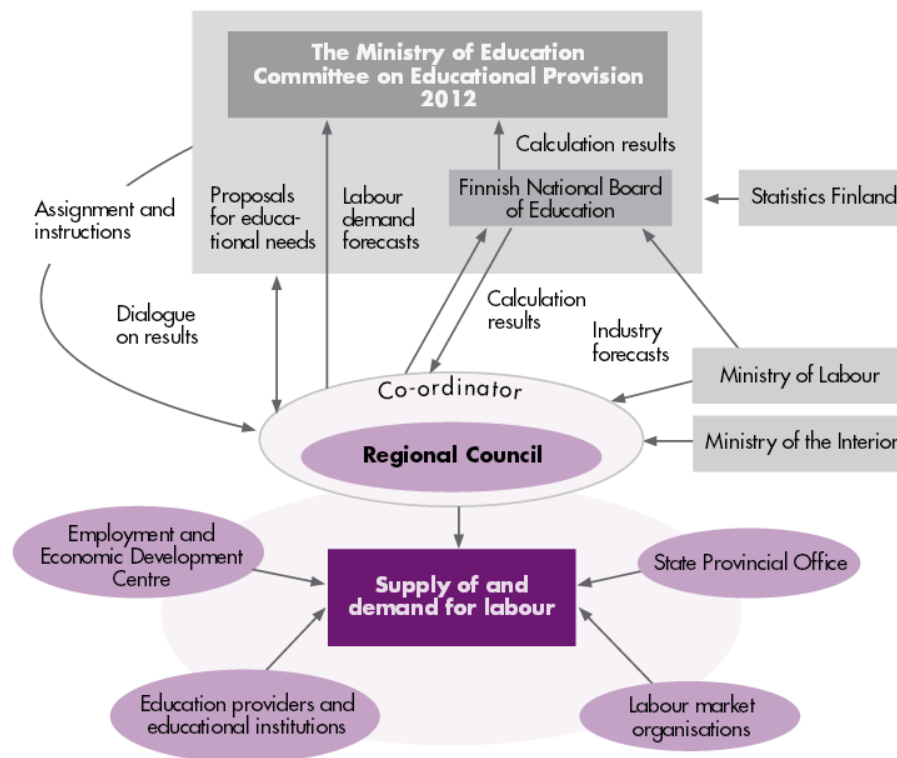 The Ministry of Education
Committee on Educational Provision
2012
Calculation results
Finnish National Board
of Education
Statistics Finland
Assignment and
instructions
Proposals
for educa-
tional needs
Labour
demand
forecasts
Dialogue
on results
Calculation
results
Industry
forecasts
Ministry of Labour
Co-ordinator
Ministry of the Interior
Regional Council
Employment and
Economic Development
Centre
Supply of and
demand for labour
State Provincial Office
Education providers and
educational institutions
Labour market
organisations